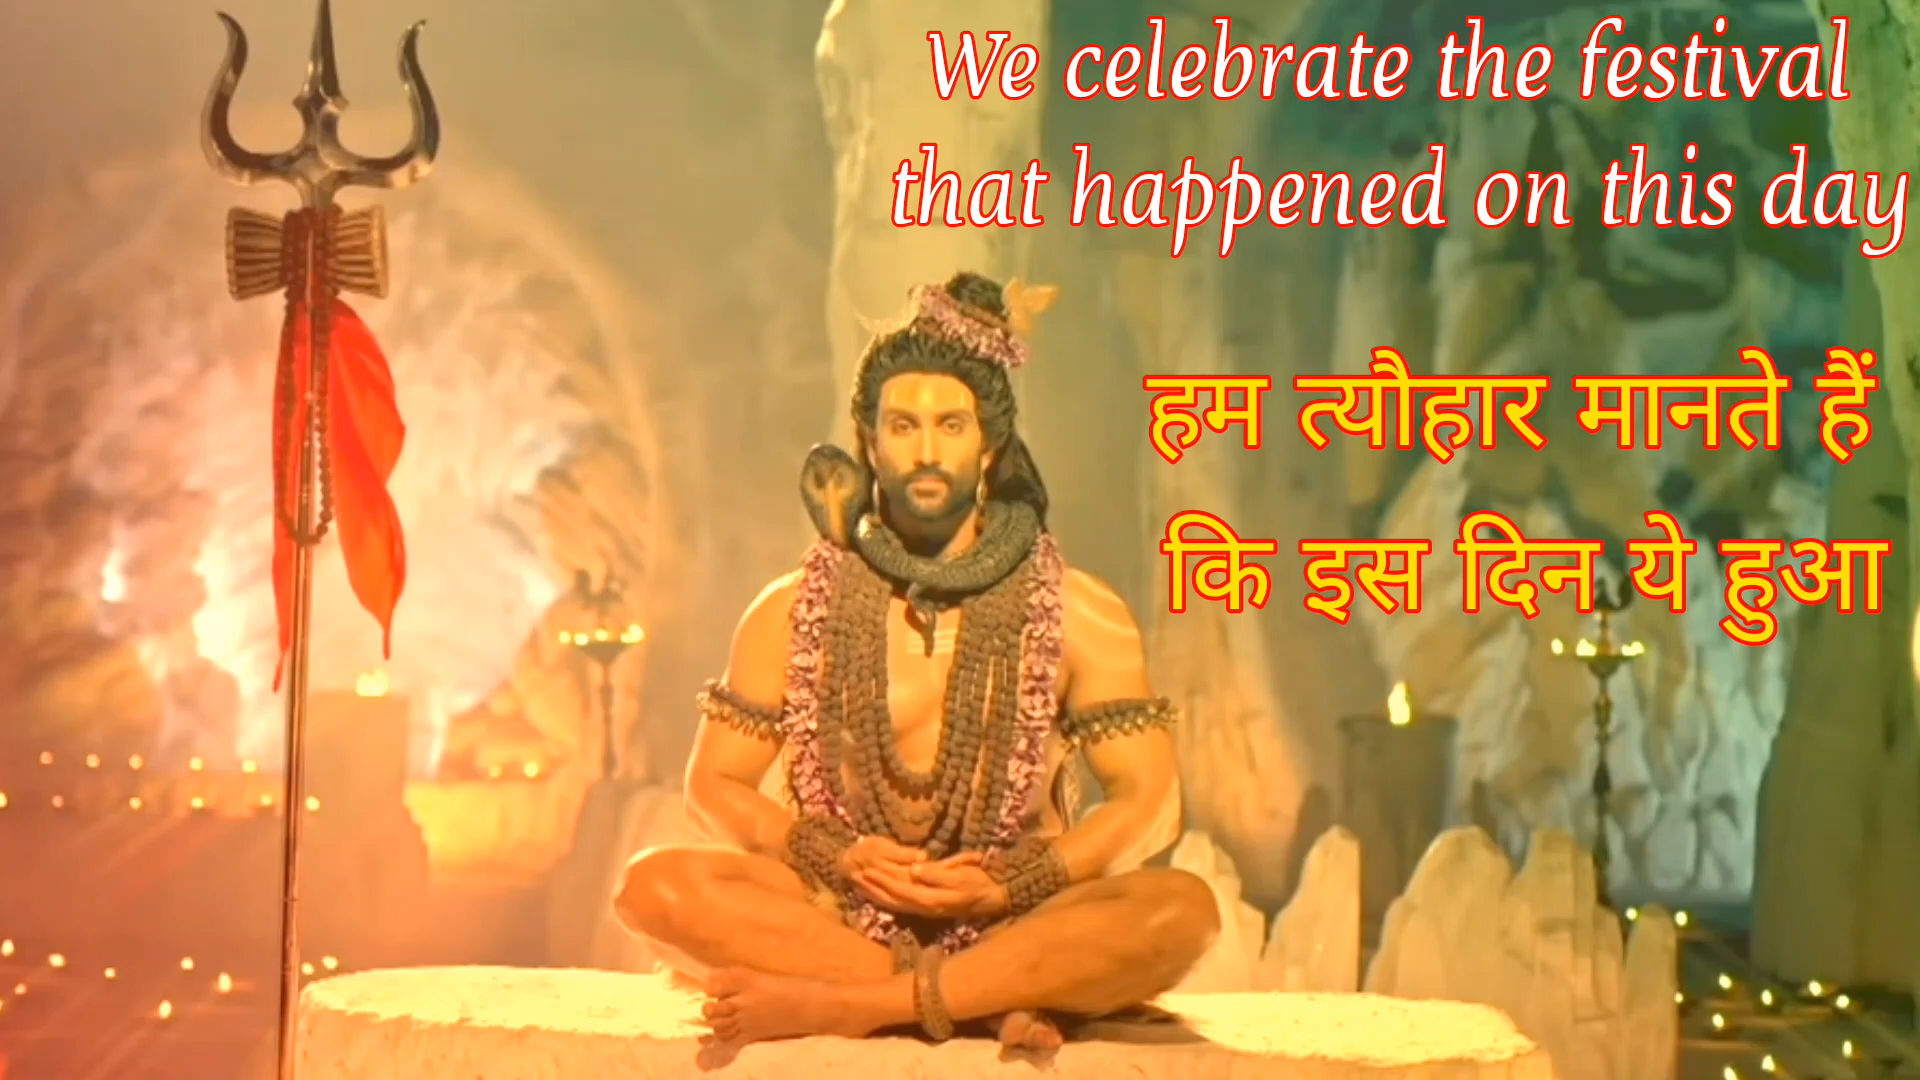 We celebrate the festival
that happened on this day
हम त्यौहार मानते हैं
कि इस दिन ये हुआ